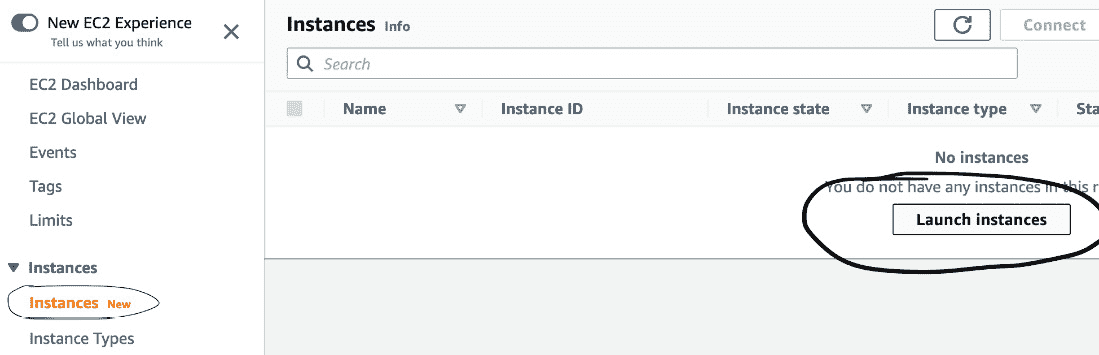 New EC2 Experience
Tell us what you think
EC2 Dashboard
EC2 Global View
Events
Tags
Limits
Instances
Instances New
Instance Types
Instances Info
Connect
Search
Name Instance ID Instance state Instance type Sta
No instances
You do not have any instances in this r
Launch instances